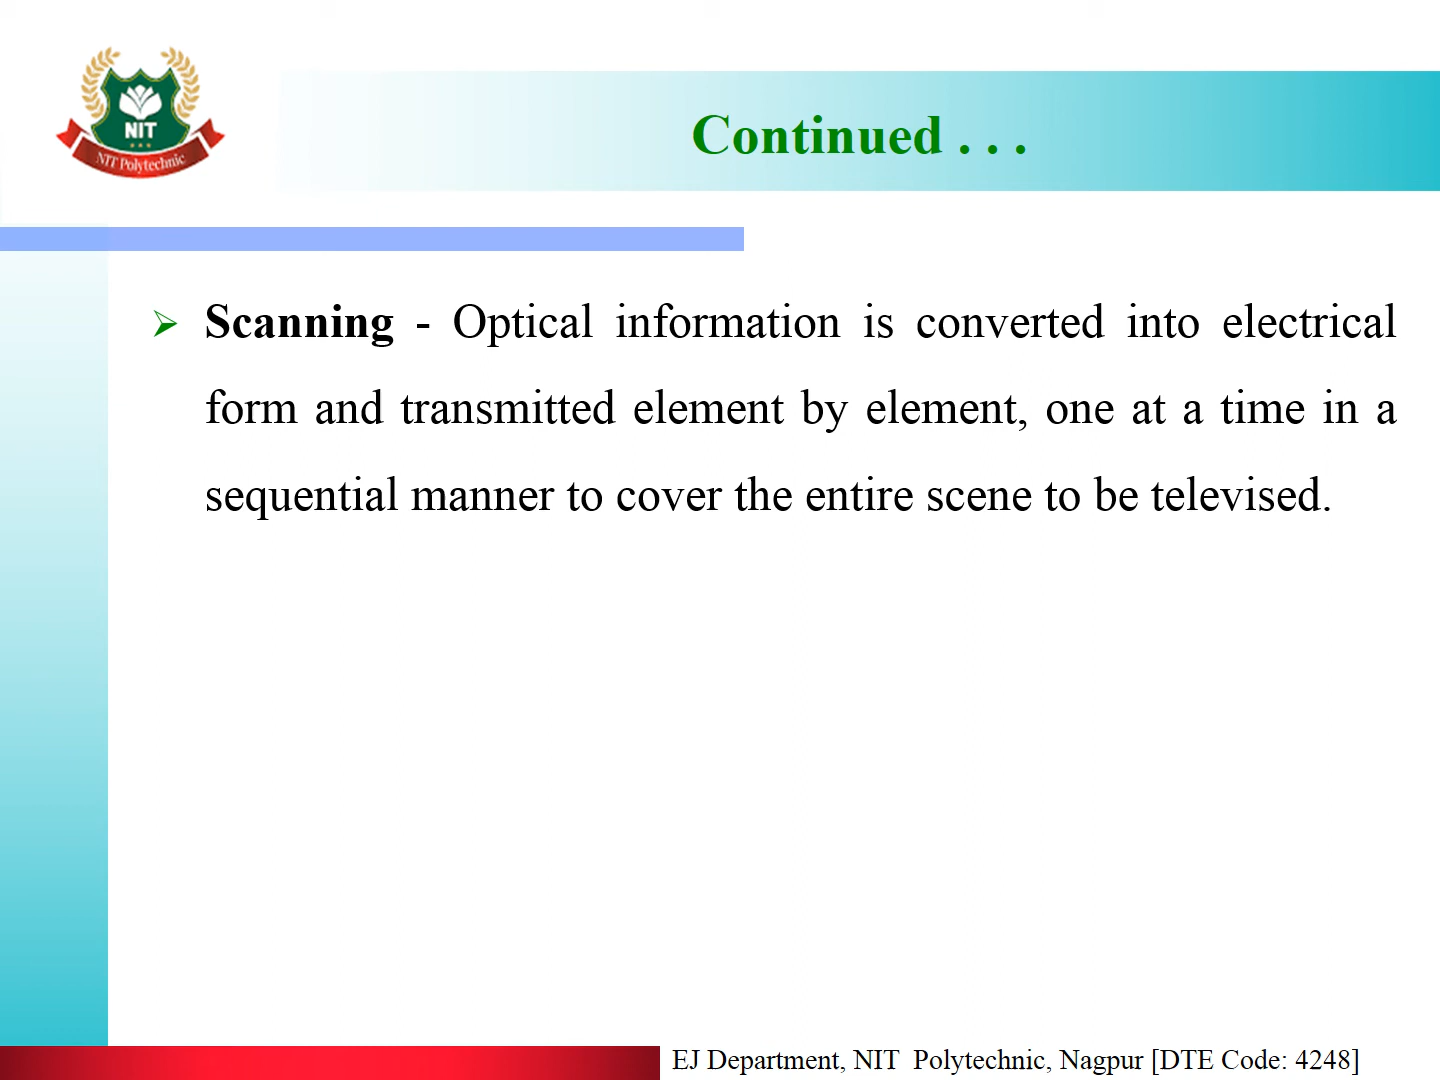 NIT
NIT Polytechnic
Continued . . .
Scanning - Optical information is converted into electrical
form and transmitted element by element, one at a time in a
sequential manner to cover the entire scene to be televised.
EJ Department, NIT Polytechnic, Nagpur [DTE Code: 4248]